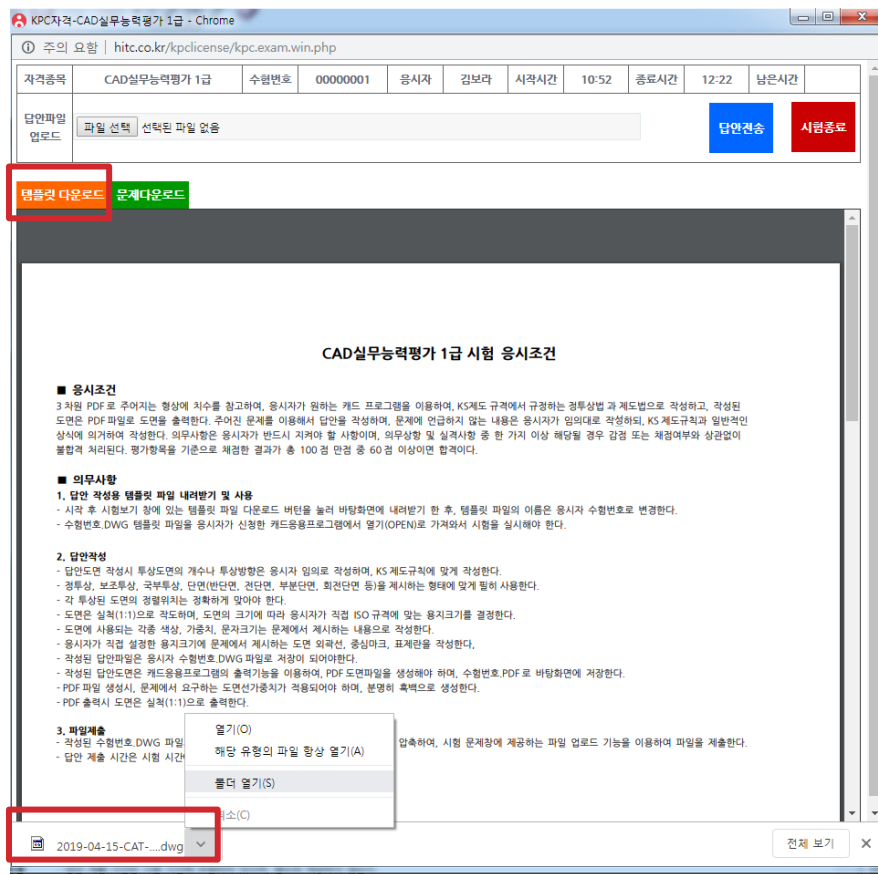 KPC자격-CAD실무능력평가 1급 - Chrome
주의 요함 | hitc.co.kr/kpclicense/kpc.exam.win.php
자격종목 CAD실무능력평가 1급 수험번호 00000001 응시자 김보라 시작시간 10:52 종료시간 12:22 남은시간
답안파일 업로드 파일 선택 선택된 파일 없음 답안전송 시험종료
템플릿 다운로드 문제다운로드
CAD실무능력평가 1급 시험 응시조건
■ 응시조건
3 차원 PDF 로 주어지는 형상에 치수를 참고하여, 응시자가 원하는 캐드 프로그램을 이용하여, KS제도 규격에서 규정하는 정투상법 과 제도법으로 작성하고, 작성된
도면은 PDF 파일로 도면을 출력한다. 주어진 문제를 이용해서 답안을 작성하며, 문제에 언급하지 않는 내용은 응시자가 임의대로 작성하되, KS 제도규칙과 일반적인
상식에 의거하여 작성한다. 의무사항은 응시자가 반드시 지켜야 할 사항이며, 의무상항 및 실격사항 중 한 가지 이상 해당될 경우 감점 또는 채점여부와 상관없이
불합격 처리된다. 평가항목을 기준으로 채점한 결과가 총 100 점 만점 중 60 점 이상이면 합격이다.
■ 의무사항
1. 답안 작성용 템플릿 파일 내려받기 및 사용
- 시작 후 시험보기 창에 있는 템플릿 파일 다운로드 버턴을 눌러 바탕화면에 내려받기 한 후, 템플릿 파일의 이름은 응시자 수험번호로 변경한다.
- 수험번호.DWG 템플릿 파일을 응시자가 신청한 캐드응용프로그램에서 열기(OPEN)로 가져와서 시험을 실시해야 한다.
2. 답안작성
- 답안도면 작성시 투상도면의 개수나 투상방향은 응시자 임의로 작성하며, KS 제도규칙에 맞게 작성한다.
- 정투상, 보조투상, 국부투상, 단면(반단면, 전단면, 부분단면, 회전단면 등)을 제시하는 형태에 맞게 필히 사용한다.
- 각 투상된 도면의 정렬위치는 정확하게 맞아야 한다.
- 도면은 실척(1:1)으로 작도하며, 도면의 크기에 따라 응시자가 직접 ISO 규격에 맞는 용지크기를 결정한다.
- 도면에 사용되는 각종 색상, 가중치, 문자크기는 문제에서 제시하는 내용으로 작성한다.
- 응시자가 직접 설정한 용지크기에 문제에서 제시하는 도면 외곽선, 중심마크, 표제란을 작성한다,
- 작성된 답안파일은 응시자 수험번호.DWG 파일로 저장이 되어야한다.
- 작성된 답안도면은 캐드응용프로그램의 출력기능을 이용하여, PDF 도면파일을 생성해야 하며, 수험번호.PDF 로 바탕화면에 저장한다.
- PDF 파일 생성시, 문제에서 요구하는 도면선가중치가 적용되어야 하며, 분명히 흑백으로 생성한다.
- PDF 출력시 도면은 실척(1:1)으로 출력한다.
3. 파일제출
- 작성된 수험번호.DWG 파일 압축하여, 시험 문제창에 제공하는 파일 업로드 기능을 이용하여 파일을 제출한다.
- 답안 제출 시간은 시험 시간
열기(O)
해당 유형의 파일 항상 열기(A)
폴더 열기(S)
취소(C)
2019-04-15-CAT-....dwg 전체 보기